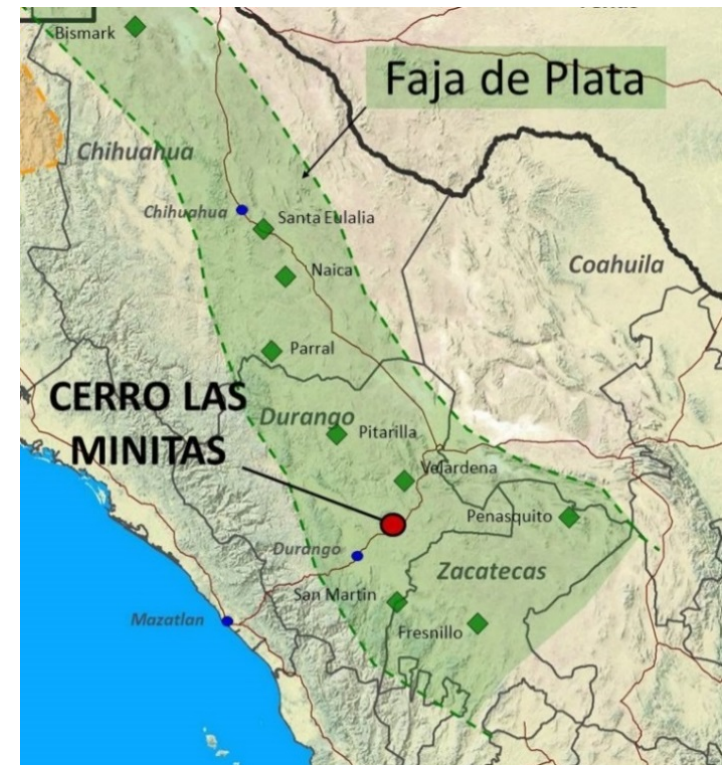 Bismark
Faja de Plata
Chihuahua
Chihuahua
Santa Eulalia
Coahuila
Naica
Parral
CERRO LAS
MINITAS
Durango
Pitarilla
Velardena
Penasquito
Durango
Zacatecas
San Martin
Mazatlan
Fresnillo